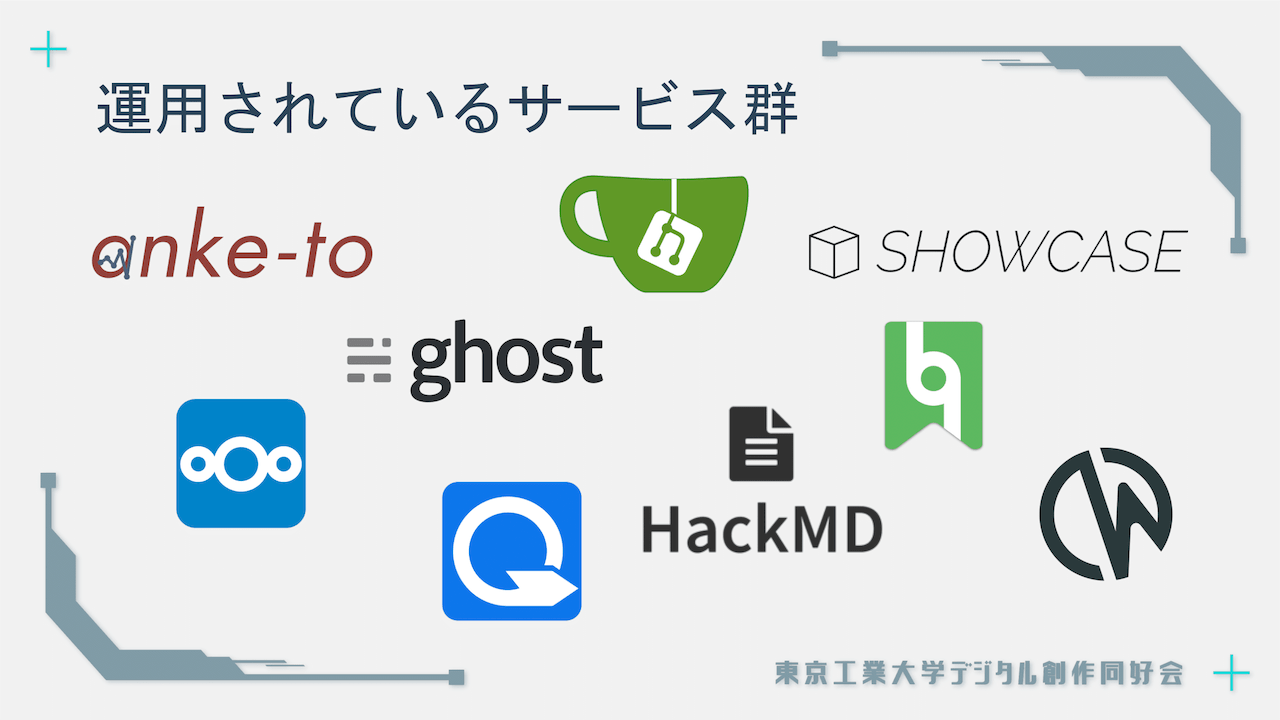 運用されているサービス群
anke-to
SHOWCASE
ghost
HackMD
東京工業大学デジタル創作同好会